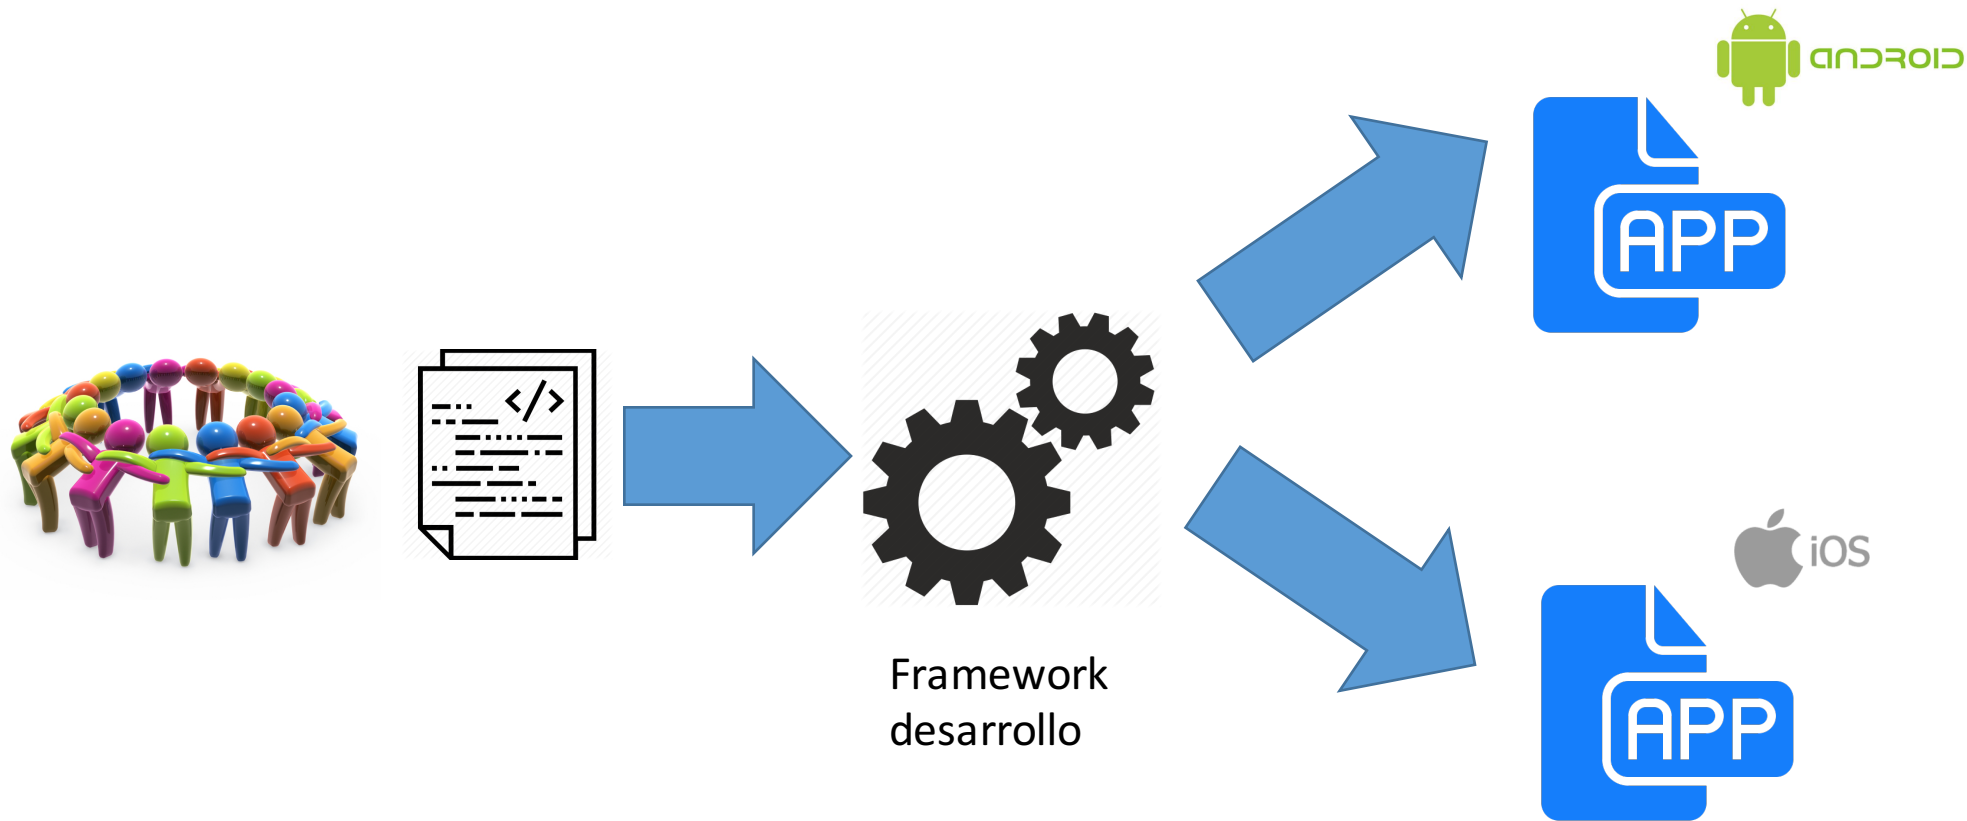 ANDROID
APP
</>
Framework
desarrollo
iOS
APP